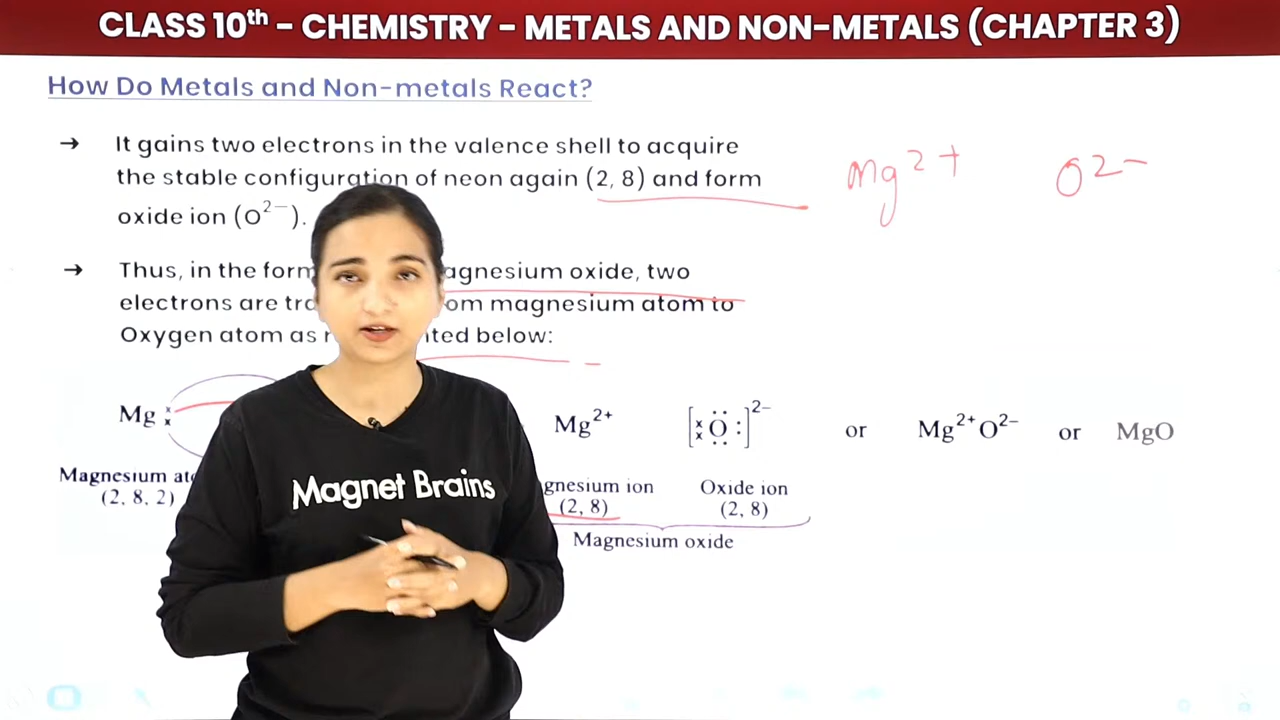 CLASS 10th – CHEMISTRY – METALS AND NON-METALS (CHAPTER 3)
How Do Metals and Non-metals React?
→ It gains two electrons in the valence shell to acquire
the stable configuration of neon again (2, 8) and form
oxide ion (O²⁻).
Mg²⁺ O²⁻
→ Thus, in the form agnesium oxide, two
electrons are tra om magnesium atom to
Oxygen atom as r ted below:
Mg ×× Mg²⁺ [×× Ö :]²⁻ or Mg²⁺O²⁻ or MgO
Magnesium ato gnesium ion Oxide ion
(2, 8, 2) (2, 8) (2, 8)
Magnesium oxide
Magnet Brains